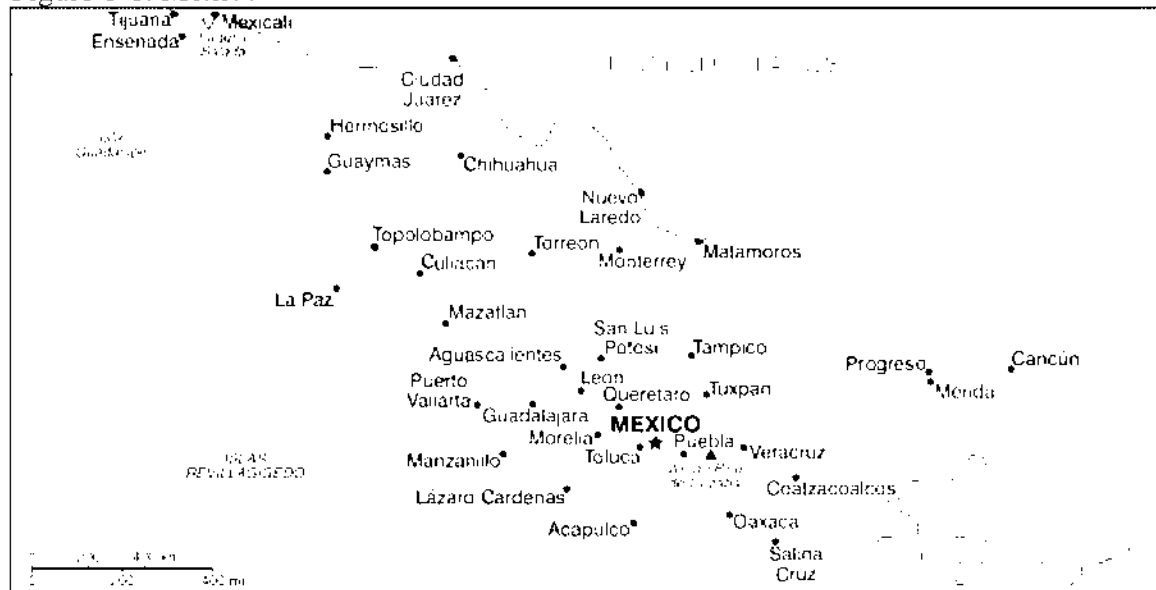 Tijuana
Mexicali
Ensenada
Ciudad
Juarez
Hermosillo
Guaymas
Chihuahua
Nuevo
Laredo
Topolobampo
Torreon
Monterrey
Matamoros
Culiacan
La Paz
Mazatlan
San Luis
Potosi
Tampico
Aguascalientes
Progreso
Cancún
Merida
Puerto
Vallarta
Leon
Queretaro
Tuxpan
Guadalajara
MEXICO
Morelia
Puebla
Manzanillo
Toluca
Veracruz
ISLAS
REVILLAGIGEDO
Lázaro Cardenas
Coatzacoalcos
Acapulco
Oaxaca
Salina
Cruz
400 mi